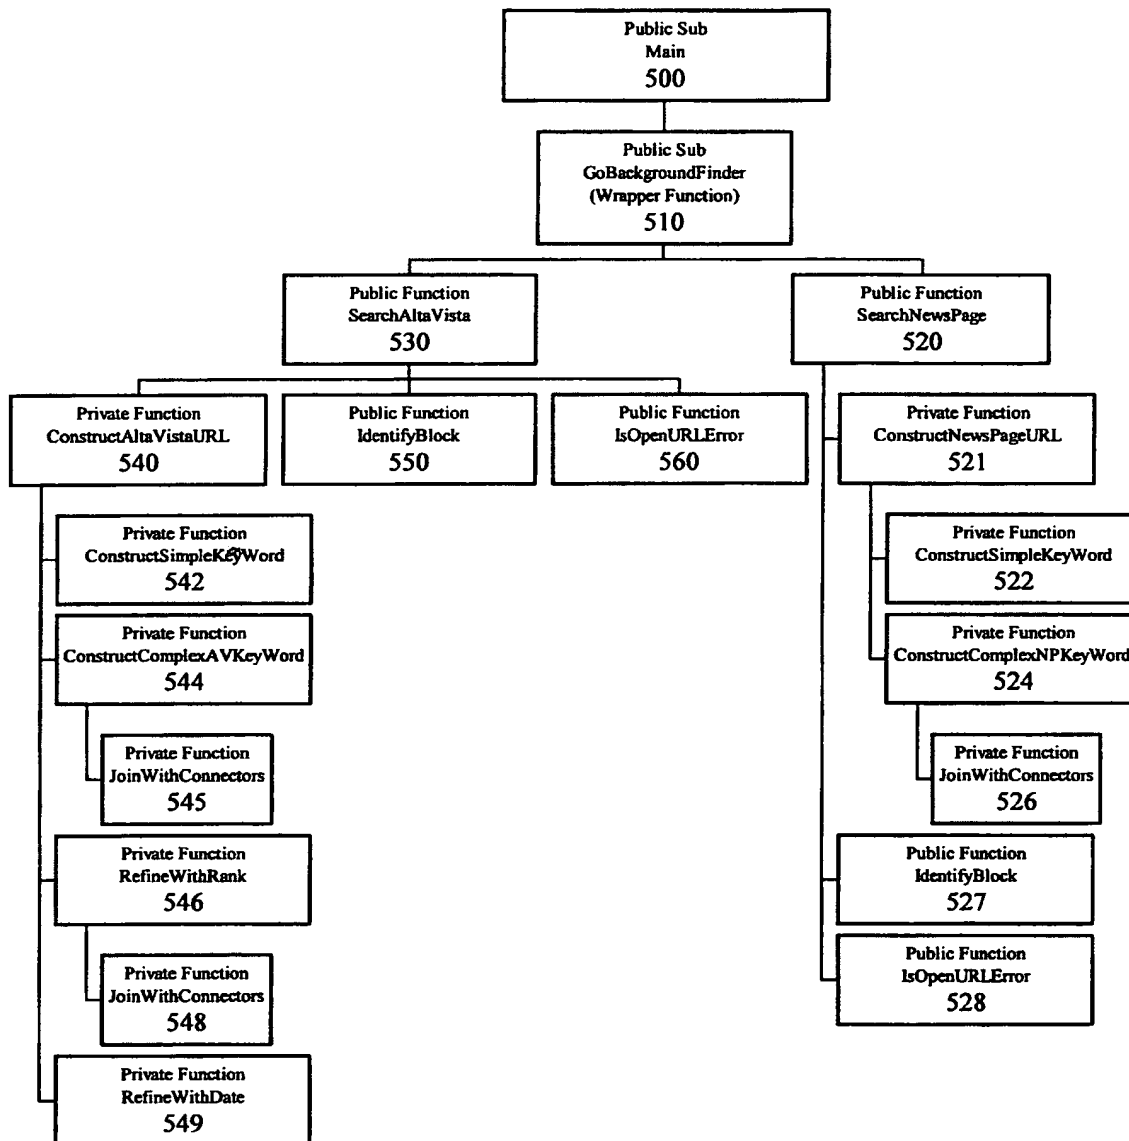 Public Sub
Main
500
Public Sub
GoBackgroundFinder
(Wrapper Function)
510
Public Function
SearchAltaVista
530
Public Function
SearchNewsPage
520
Private Function
ConstructAltaVistaURL
540
Public Function
IdentifyBlock
550
Public Function
IsOpenURLError
560
Private Function
ConstructNewsPageURL
521
Private Function
ConstructSimpleKeyWord
542
Private Function
ConstructSimpleKeyWord
522
Private Function
ConstructComplexAVKeyWord
544
Private Function
ConstructComplexNPKeyWord
524
Private Function
JoinWithConnectors
545
Private Function
JoinWithConnectors
526
Private Function
RefineWithRank
546
Public Function
IdentifyBlock
527
Private Function
JoinWithConnectors
548
Public Function
IsOpenURLError
528
Private Function
RefineWithDate
549